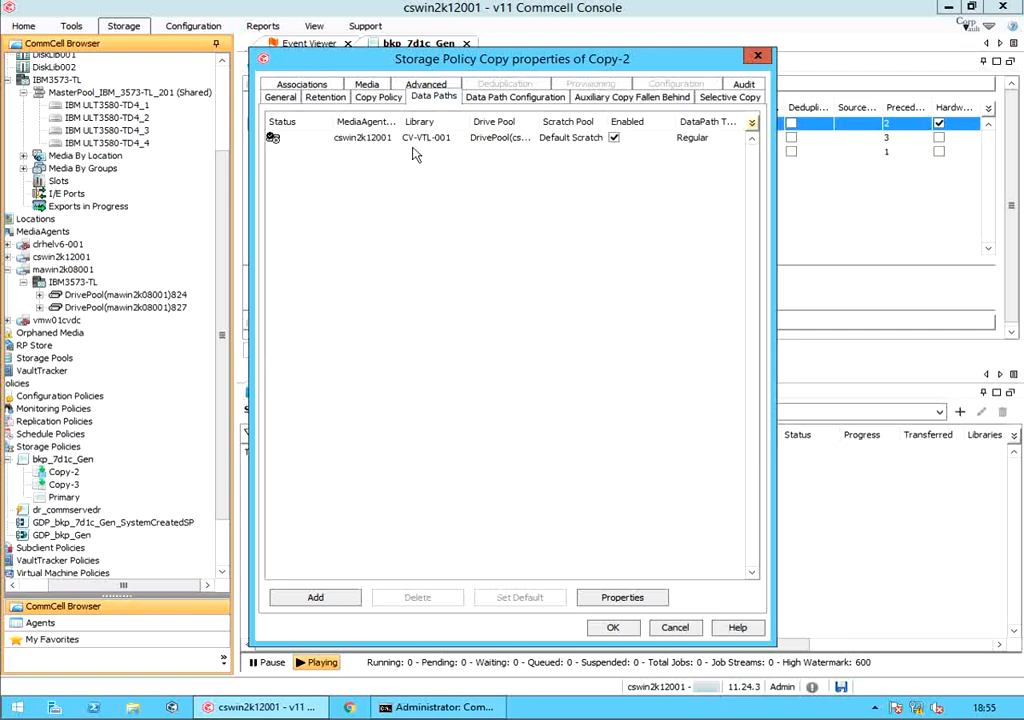 cswin2k12001 - v11 Commcell Console
Home Tools Storage Configuration Reports View Support
CommCell Browser
Event Viewer bkp_7d1c_Gen
DiskLib001
DiskLib002
IBM3573-TL
MasterPool_IBM_3573-TL_201 (Shared)
IBM ULT3580-TD4_1
IBM ULT3580-TD4_2
IBM ULT3580-TD4_3
IBM ULT3580-TD4_4
Media By Location
Media By Groups
Slots
I/E Ports
Exports in Progress
Locations
MediaAgents
clrhelv6-001
cswin2k12001
mawin2k08001
IBM3573-TL
DrivePool(mawin2k08001)824
DrivePool(mawin2k08001)827
vmw01cvdc
Orphaned Media
RP Store
Storage Pools
VaultTracker
olicies
Configuration Policies
Monitoring Policies
Replication Policies
Schedule Policies
Storage Policies
bkp_7d1c_Gen
Copy-2
Copy-3
Primary
dr_commservedr
GDP_bkp_7d1c_Gen_SystemCreatedSP
GDP_bkp_Gen
Subclient Policies
VaultTracker Policies
Virtual Machine Policies
CommCell Browser
Agents
My Favorites
Storage Policy Copy properties of Copy-2
Associations Media Advanced Deduplication Provisioning Configuration Audit
General Retention Copy Policy Data Paths Data Path Configuration Auxiliary Copy Fallen Behind Selective Copy
Status MediaAgent... Library Drive Pool Scratch Pool Enabled DataPath T...
cswin2k12001 CV-VTL-001 DrivePool(cs... Default Scratch Regular
Add Delete Set Default Properties
OK Cancel Help
Dedupli... Source... Preced... Hardw...
2
3
1
Status Progress Transferred Libraries
Pause Playing Running: 0 - Pending: 0 - Waiting: 0 - Queued: 0 - Suspended: 0 - Total Jobs: 0 - Job Streams: 0 - High Watermark: 600
cswin2k12001 - 11.24.3 Admin
cswin2k12001 - v11 ... Administrator: Com... 18:55